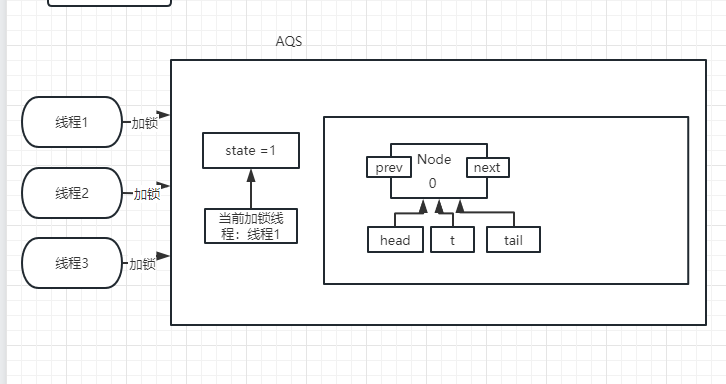 AQS
线程1
加锁
线程2
加锁
线程3
加锁
state =1
当前加锁线
程：线程1
prev
Node
next
0
head
t
tail